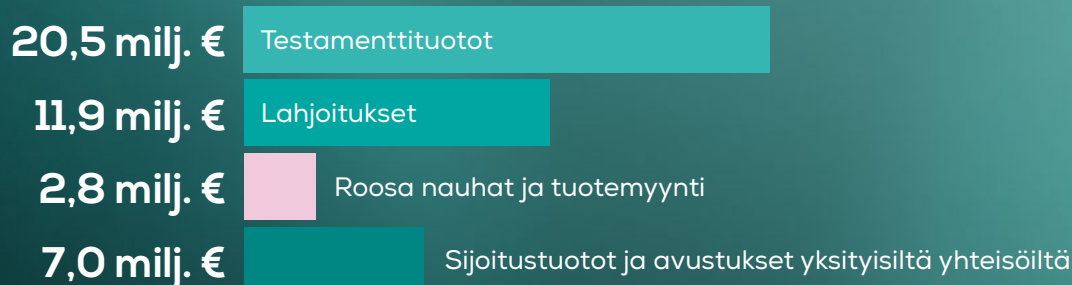 20,5 milj. € Testamenttituotot
11,9 milj. € Lahjoitukset
2,8 milj. € Roosa nauhat ja tuotemyynti
7,0 milj. € Sijoitustuotot ja avustukset yksityisiltä yhteisöiltä